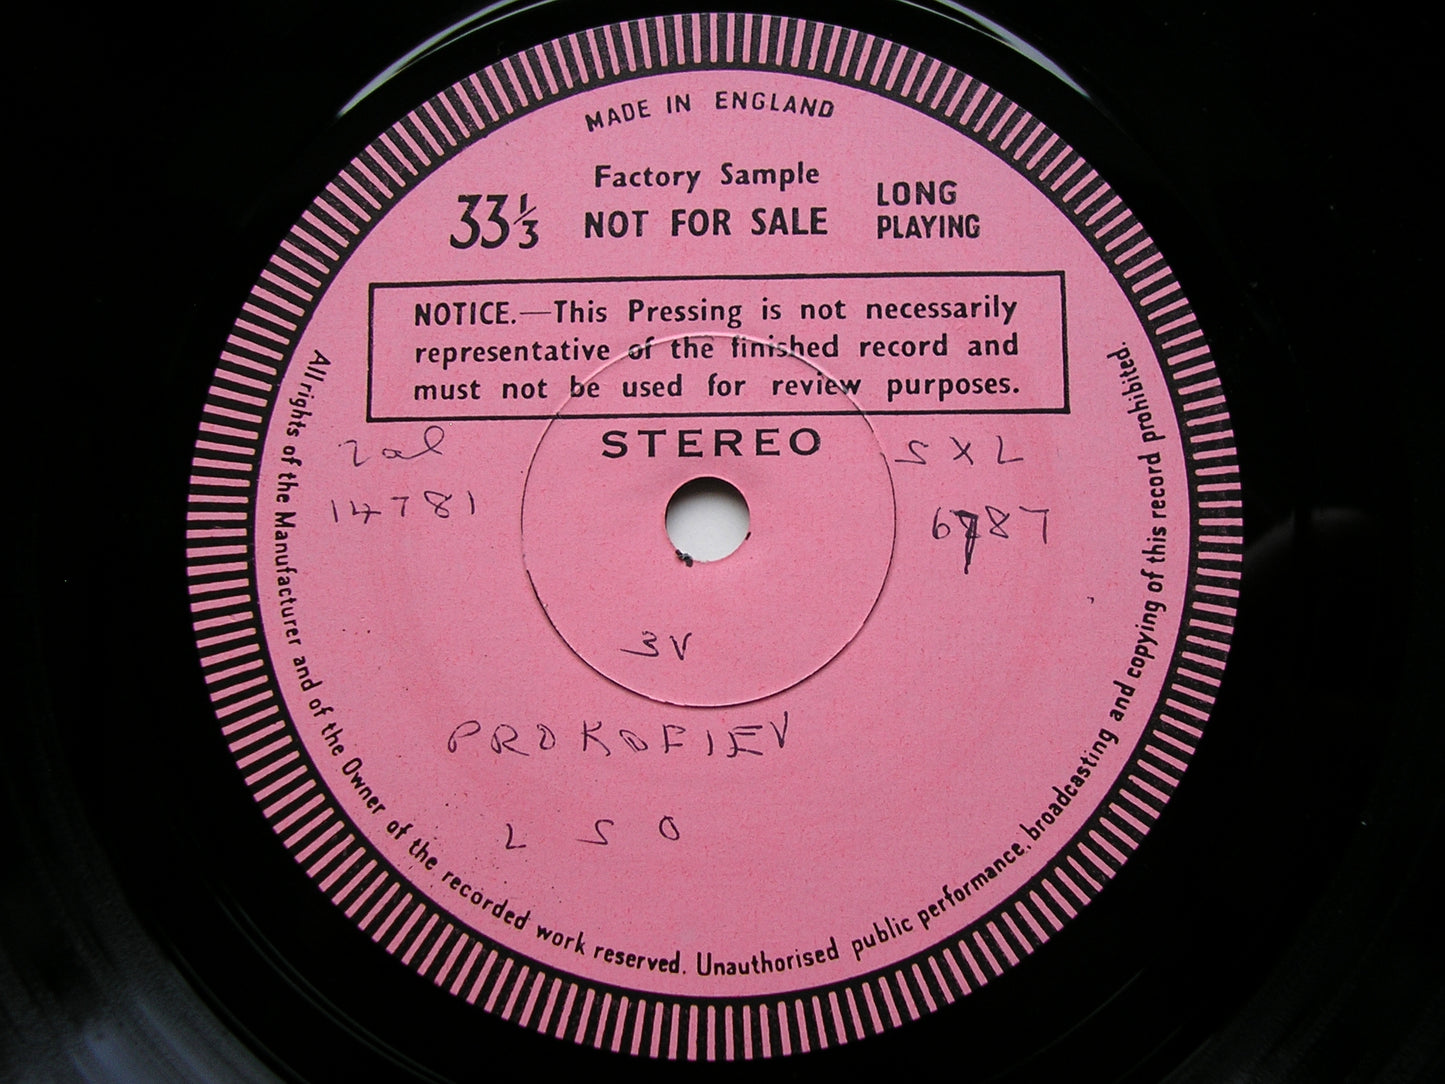 MADE IN ENGLAND
Factory Sample
33⅓ NOT FOR SALE LONG PLAYING
NOTICE.—This Pressing is not necessarily
representative of the finished record and
must not be used for review purposes.
STEREO
ZAL
14781
SXL
6787
3V
PROKOFIEV
LSO
All rights of the Manufacturer and of the Owner of the recorded work reserved. Unauthorised public performance, broadcasting and copying of this record prohibited.